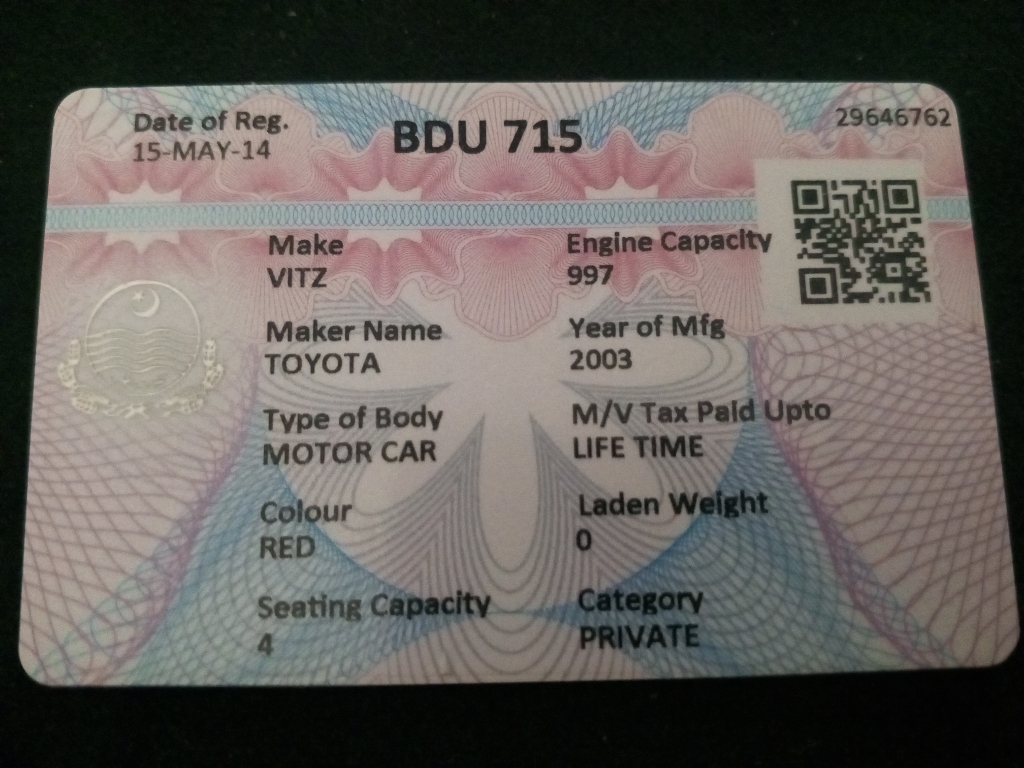 Date of Reg.
15-MAY-14
BDU 715
29646762
Make
VITZ
Engine Capacity
997
Maker Name
TOYOTA
Year of Mfg
2003
Type of Body
MOTOR CAR
M/V Tax Paid Upto
LIFE TIME
Colour
RED
Laden Weight
0
Seating Capacity
4
Category
PRIVATE